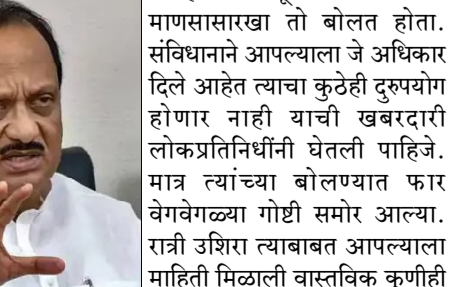 माणसासारखा तो बोलत होता.
संविधानाने आपल्याला जे अधिकार
दिले आहेत त्याचा कुठेही दुरुपयोग
होणार नाही याची खबरदारी
लोकप्रतिनिधींनी घेतली पाहिजे.
मात्र त्यांच्या बोलण्यात फार
वेगवेगळ्या गोष्टी समोर आल्या.
रात्री उशिरा त्याबाबत आपल्याला
माहिती मिळाली वास्तविक कुणीही